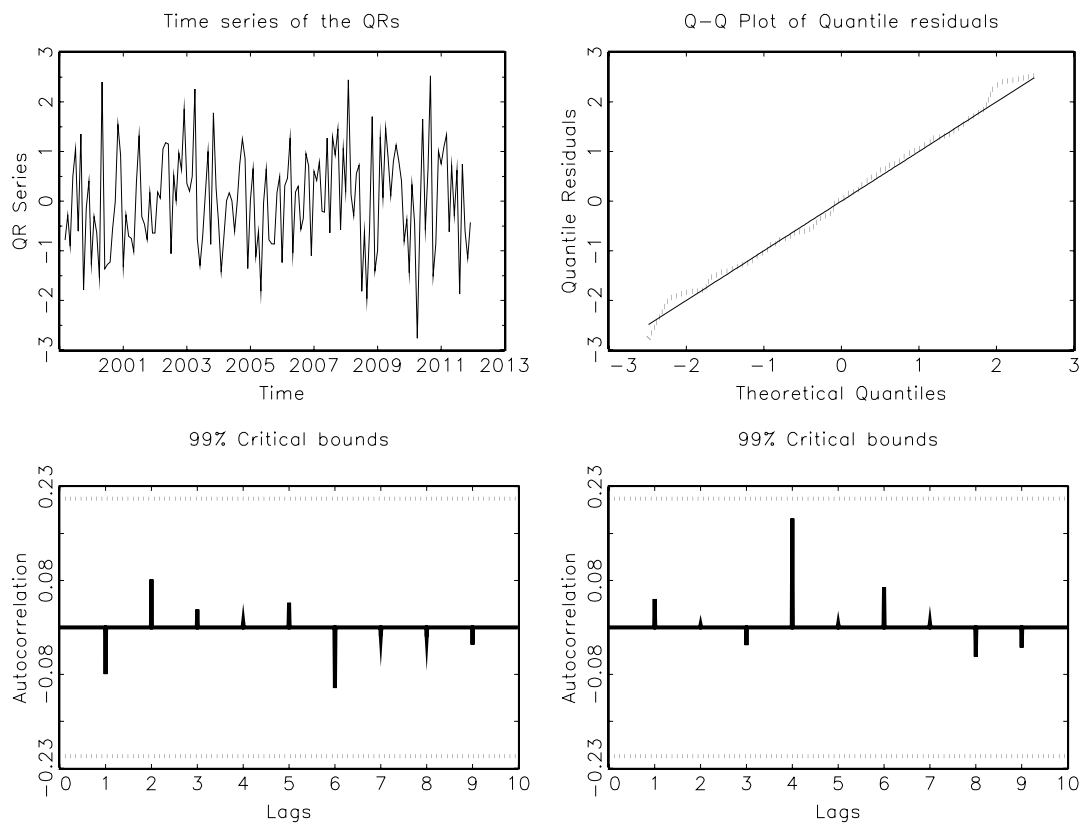 Time series of the QRs
QR Series
3
2
1
0
−1
−2
−3
2001 2003 2005 2007 2009 2011 2013
Time
Q−Q Plot of Quantile residuals
Quantile Residuals
3
2
1
0
−1
−2
−3
−3 −2 −1 0 1 2 3
Theoretical Quantiles
99% Critical bounds
Autocorrelation
0.23
0.08
−0.08
−0.23
0 1 2 3 4 5 6 7 8 9 10
Lags
99% Critical bounds
Autocorrelation
0.23
0.08
−0.08
−0.23
0 1 2 3 4 5 6 7 8 9 10
Lags